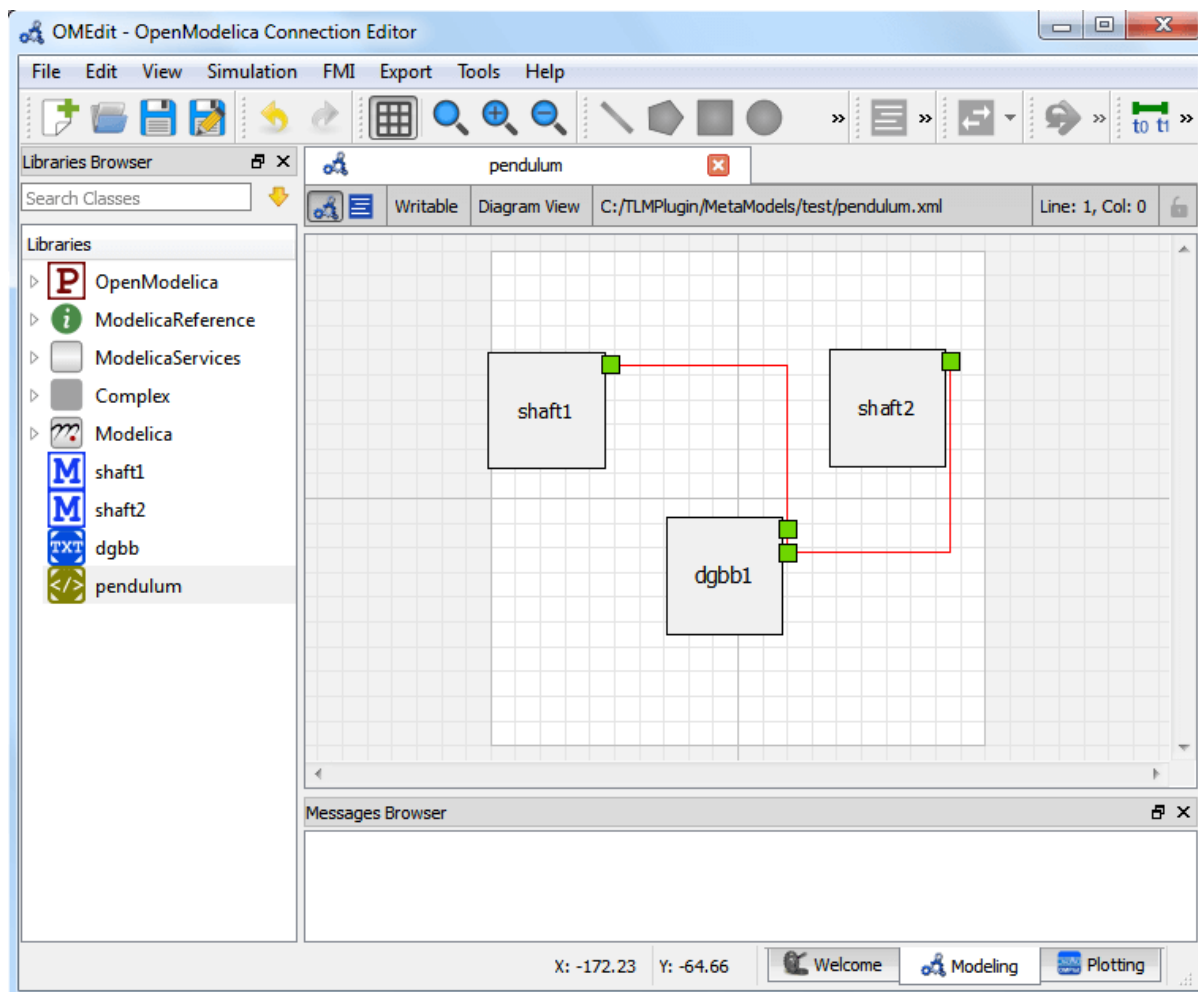 OMEdit - OpenModelica Connection Editor
File Edit View Simulation FMI Export Tools Help
» » » t0 t1 »
Libraries Browser
pendulum
Search Classes
Writable Diagram View C:/TLMPlugin/MetaModels/test/pendulum.xml Line: 1, Col: 0
Libraries
P OpenModelica
i ModelicaReference
ModelicaServices
Complex
m Modelica
M shaft1
M shaft2
TXT dgbb
</> pendulum
shaft1
shaft2
dgbb1
Messages Browser
X: -172.23 Y: -64.66 Welcome Modeling Plotting